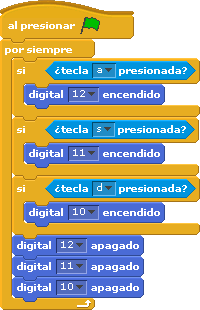 al presionar
por siempre
si ¿tecla a presionada?
digital 12 encendido
si ¿tecla s presionada?
digital 11 encendido
si ¿tecla d presionada?
digital 10 encendido
digital 12 apagado
digital 11 apagado
digital 10 apagado